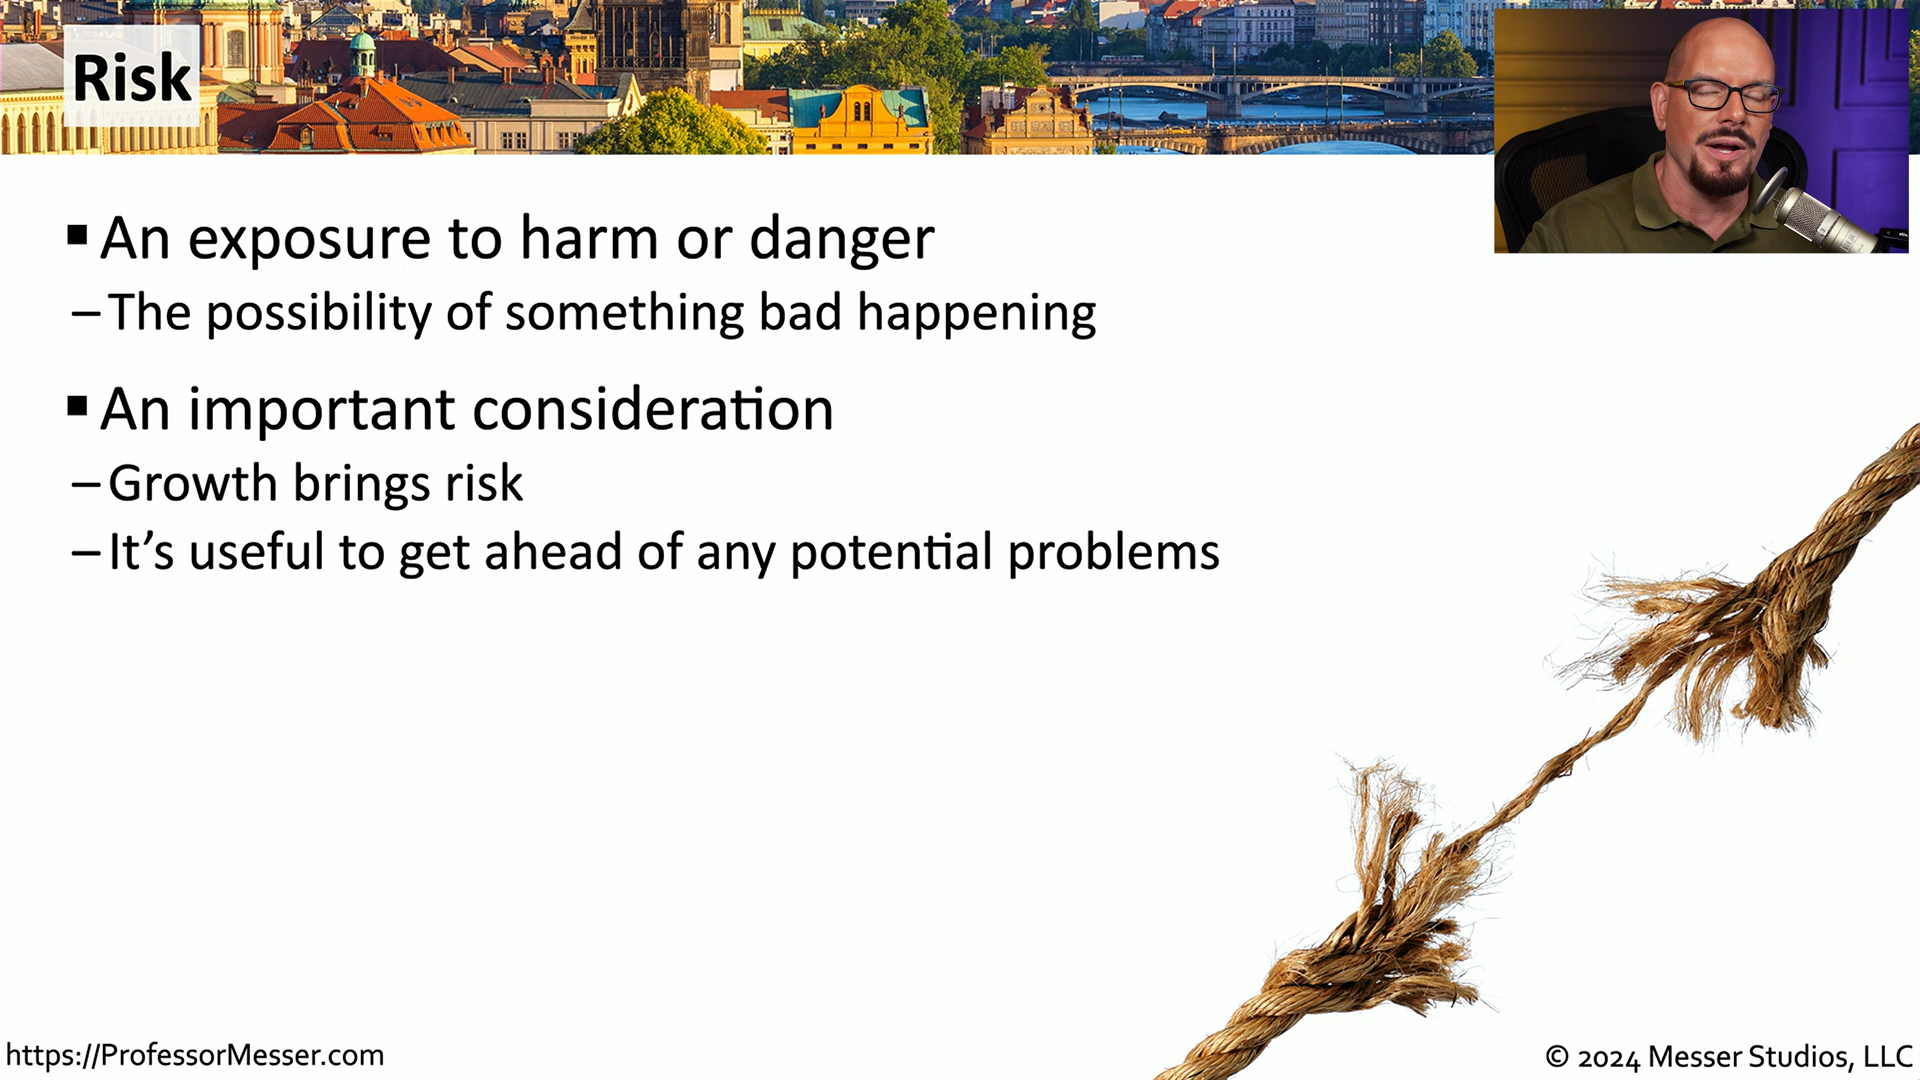 Risk
▪ An exposure to harm or danger
– The possibility of something bad happening
▪ An important consideration
– Growth brings risk
– It’s useful to get ahead of any potential problems
https://ProfessorMesser.com
© 2024 Messer Studios, LLC